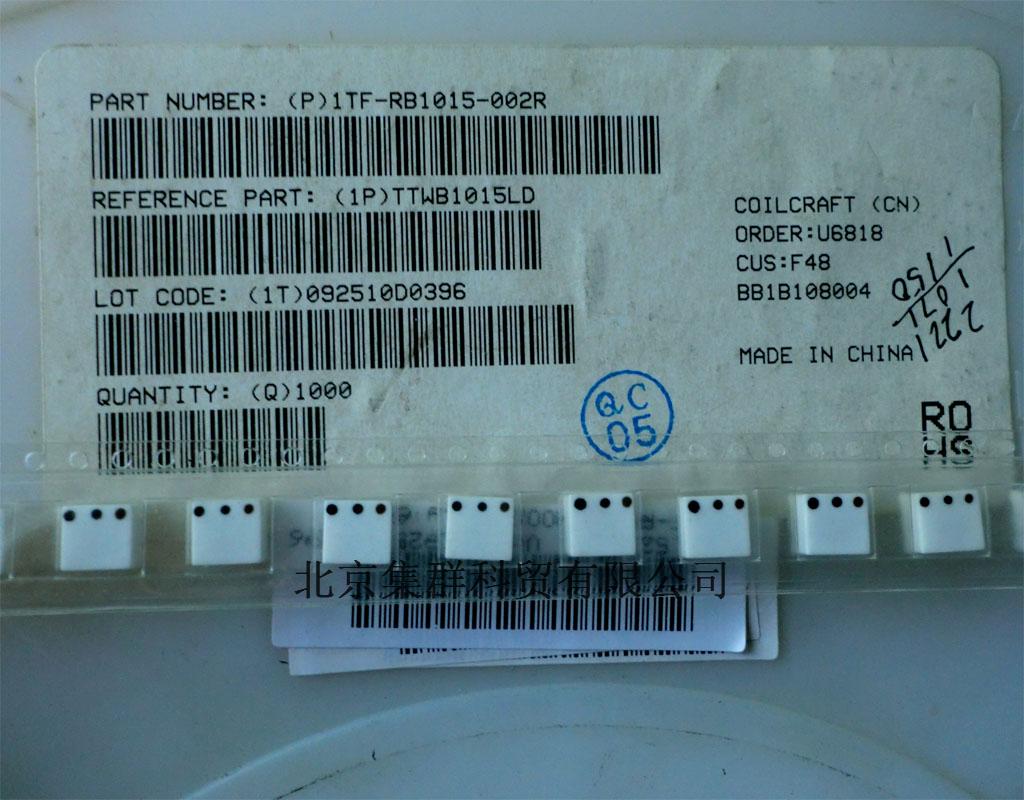 PART NUMBER: (P)1TF-RB1015-002R
REFERENCE PART: (1P)TTWB1015LD
LOT CODE: (1T)092510D0396
QUANTITY: (Q)1000
COILCRAFT (CN)
ORDER:U6818
CUS:F48
BB1B108004
MADE IN CHINA
QC
05
RO
HS
北京集群科贸有限公司